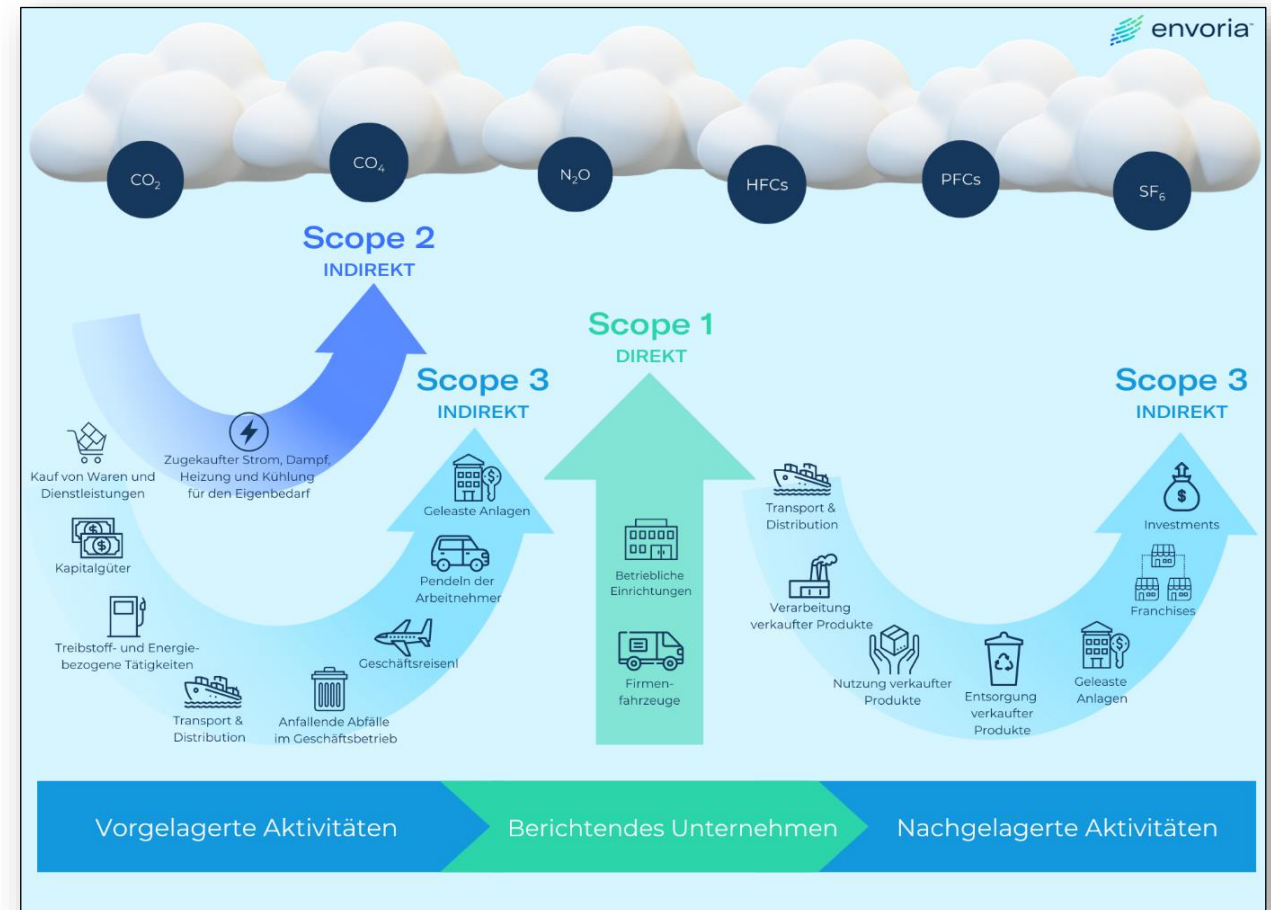 envoria
CO₂
CO₄
N₂O
HFCs
PFCs
SF₆
Scope 2
INDIREKT
Scope 1
DIREKT
Scope 3
INDIREKT
Scope 3
INDIREKT
Kauf von Waren und
Dienstleistungen
Zugekaufter Strom, Dampf,
Heizung und Kühlung
für den Eigenbedarf
Kapitalgüter
Treibstoff- und Energie-
bezogene Tätigkeiten
Transport &
Distribution
Anfallende Abfälle
im Geschäftsbetrieb
Geschäftsreisenl
Pendeln der
Arbeitnehmer
Geleaste Anlagen
Betriebliche
Einrichtungen
Firmen-
fahrzeuge
Transport &
Distribution
Verarbeitung
verkaufter Produkte
Nutzung verkaufter
Produkte
Entsorgung
verkaufter
Produkte
Geleaste
Anlagen
Franchises
Investments
Vorgelagerte Aktivitäten
Berichtendes Unternehmen
Nachgelagerte Aktivitäten